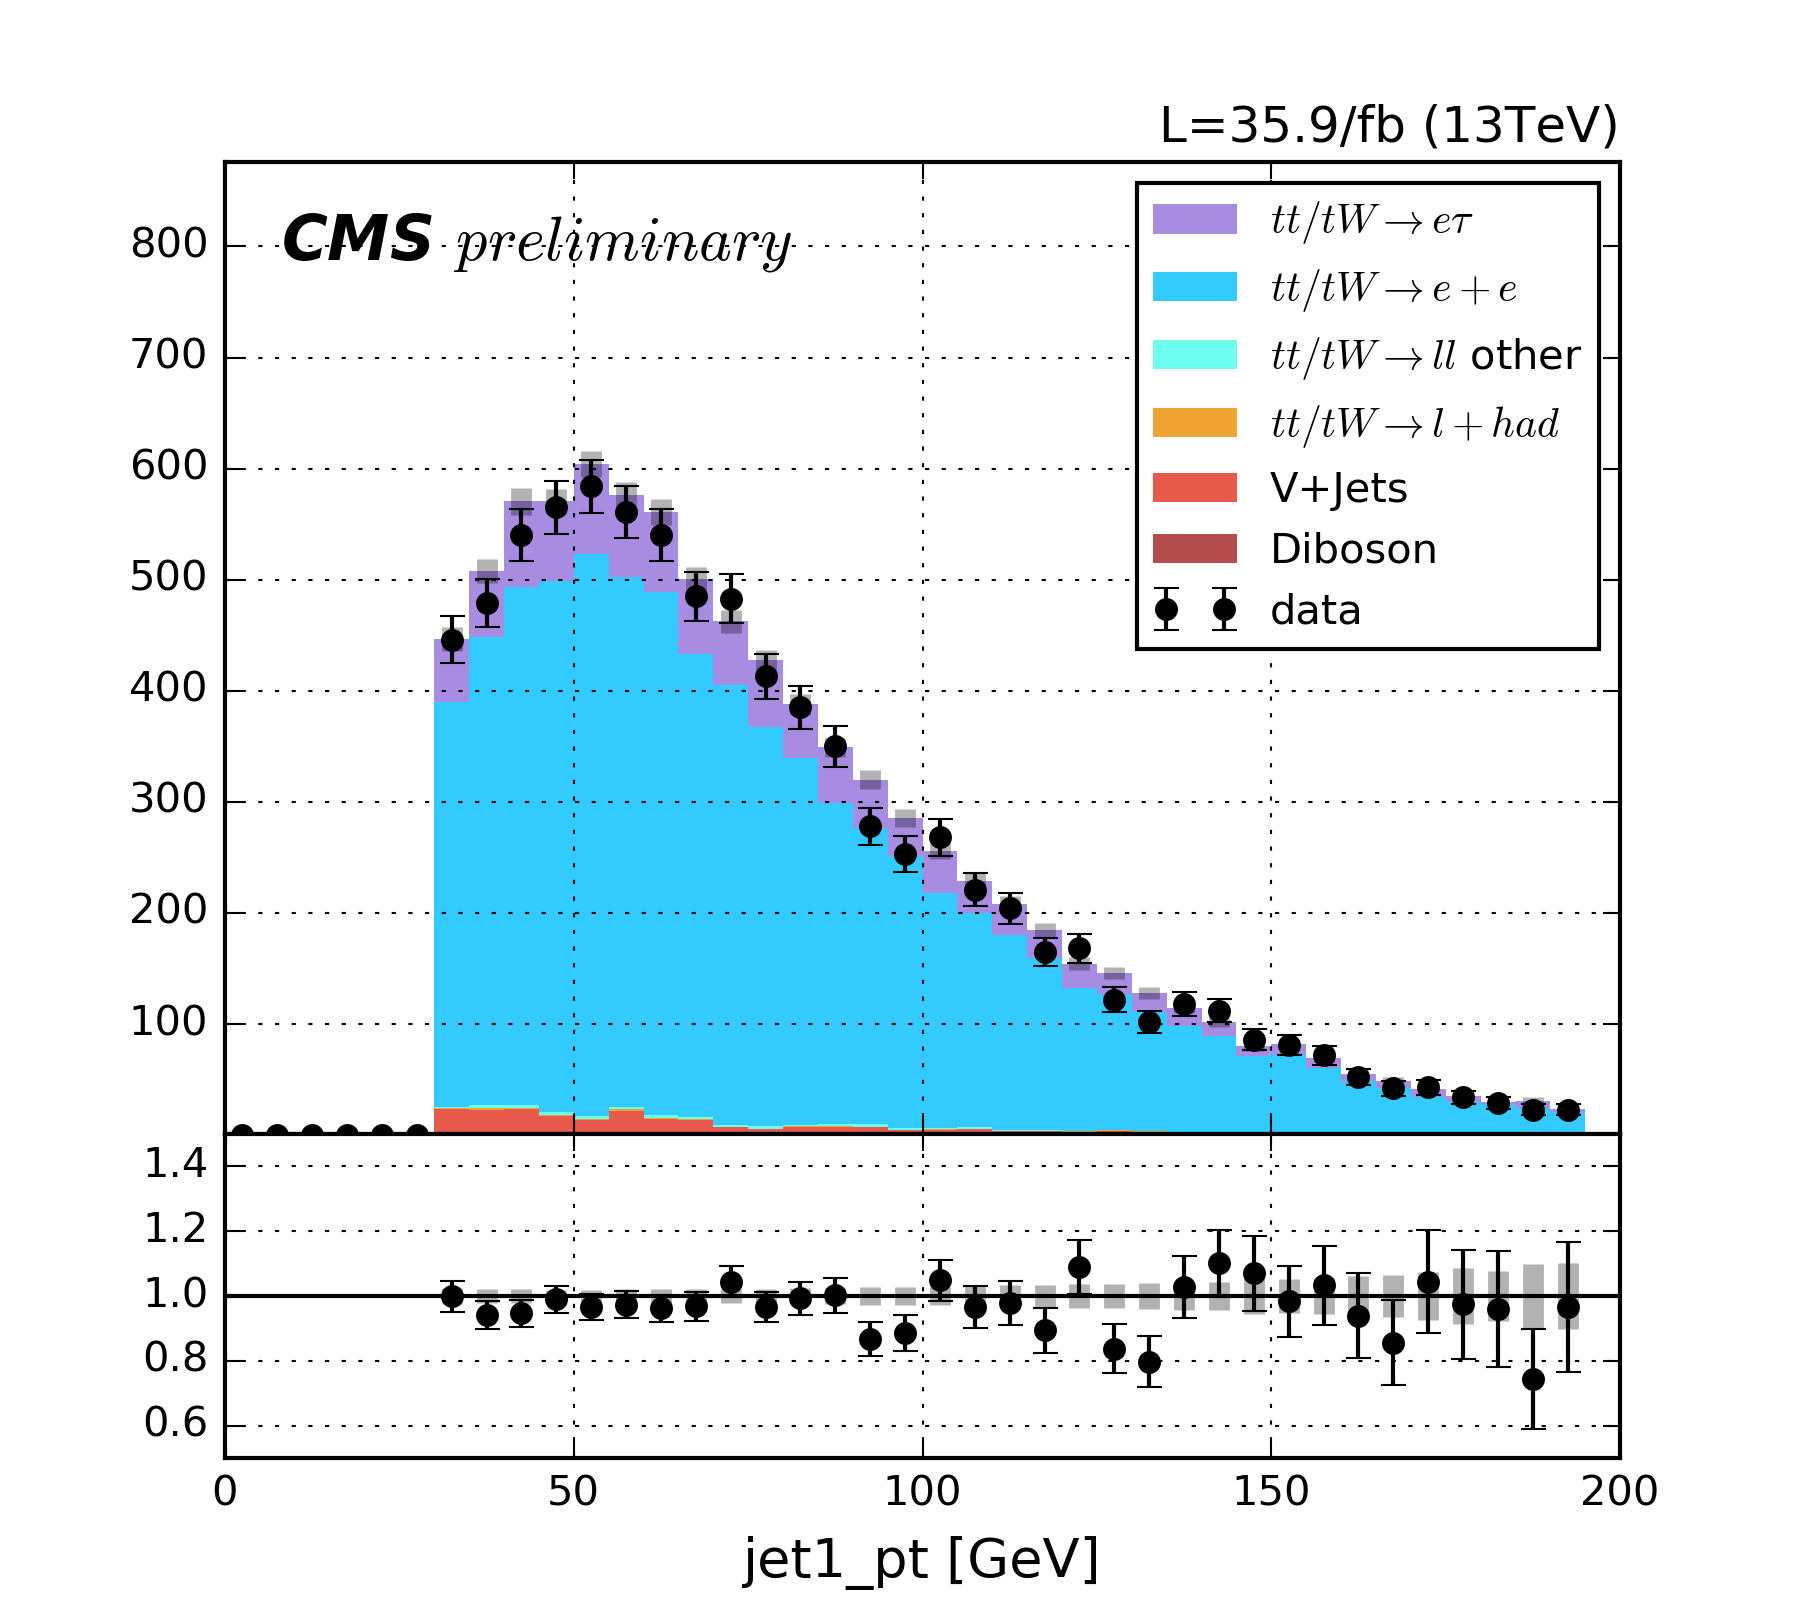 L=35.9/fb (13TeV)
CMS preliminary
tt/tW→eτ
tt/tW→e+e
tt/tW→ll other
tt/tW→l+had
V+Jets
Diboson
data
800
700
600
500
400
300
200
100
1.4
1.2
1.0
0.8
0.6
0 50 100 150 200
jet1_pt [GeV]